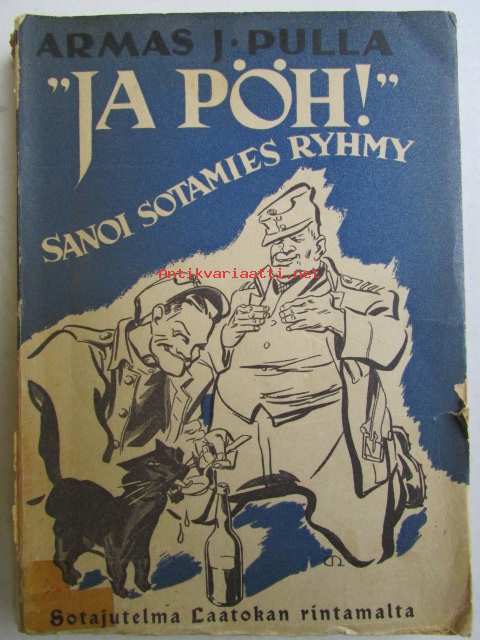 ARMAS J. PULLA
"JA PÖH!"
SANOI SOTAMIES RYHMY
Antikvariaatti.net
Sotajutelma Laatokan rintamalta